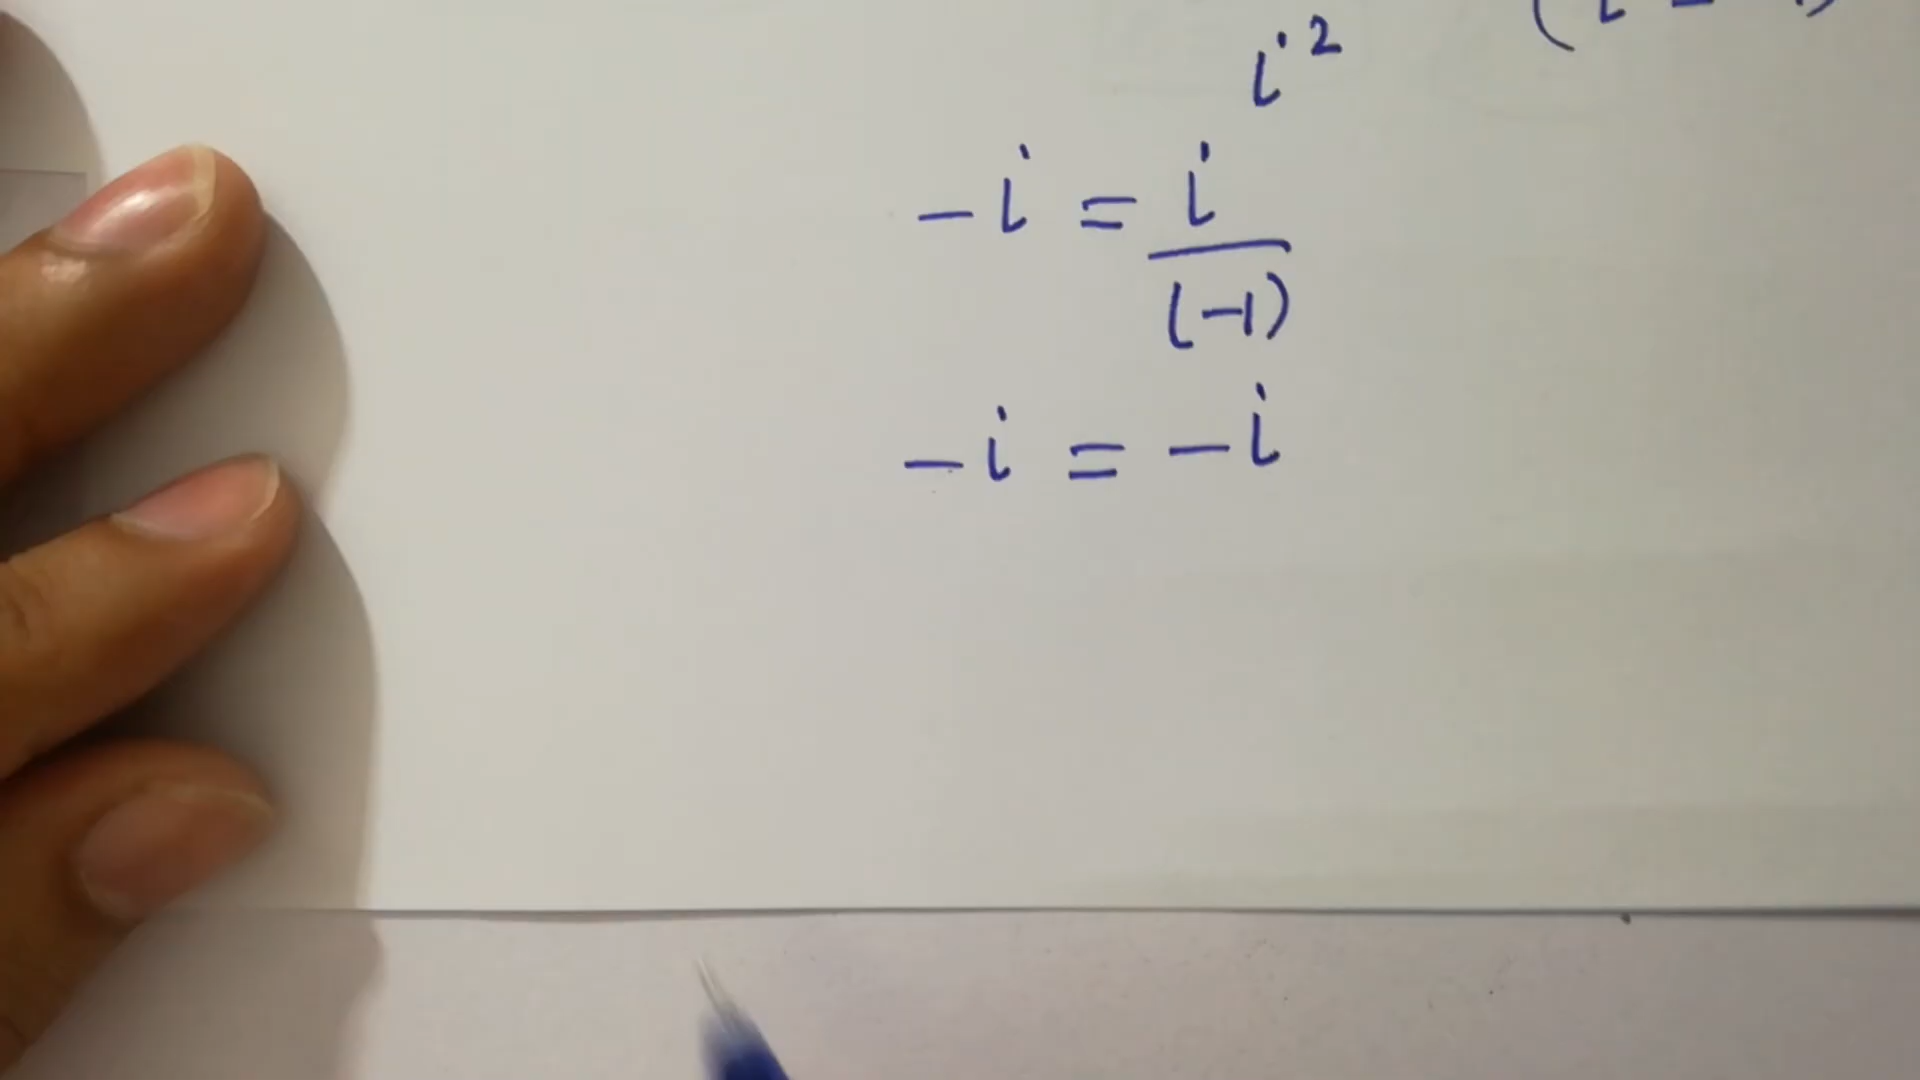 i²
-i = i
(-1)
-i = -i